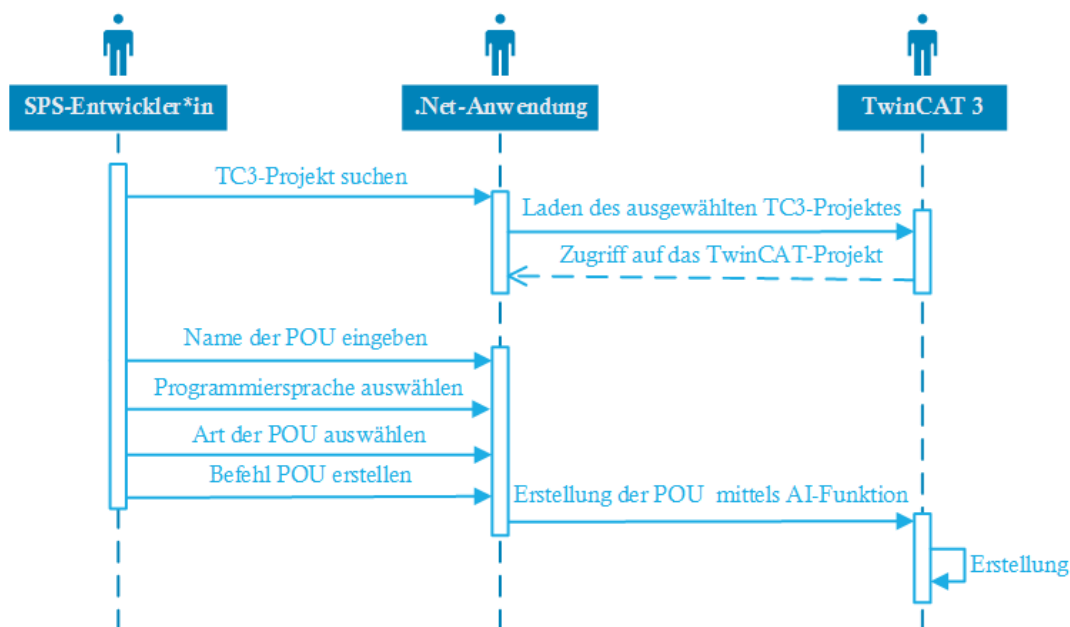 SPS-Entwickler*in
.Net-Anwendung
TwinCAT 3
TC3-Projekt suchen
Laden des ausgewählten TC3-Projektes
Zugriff auf das TwinCAT-Projekt
Name der POU eingeben
Programmiersprache auswählen
Art der POU auswählen
Befehl POU erstellen
Erstellung der POU mittels AI-Funktion
Erstellung